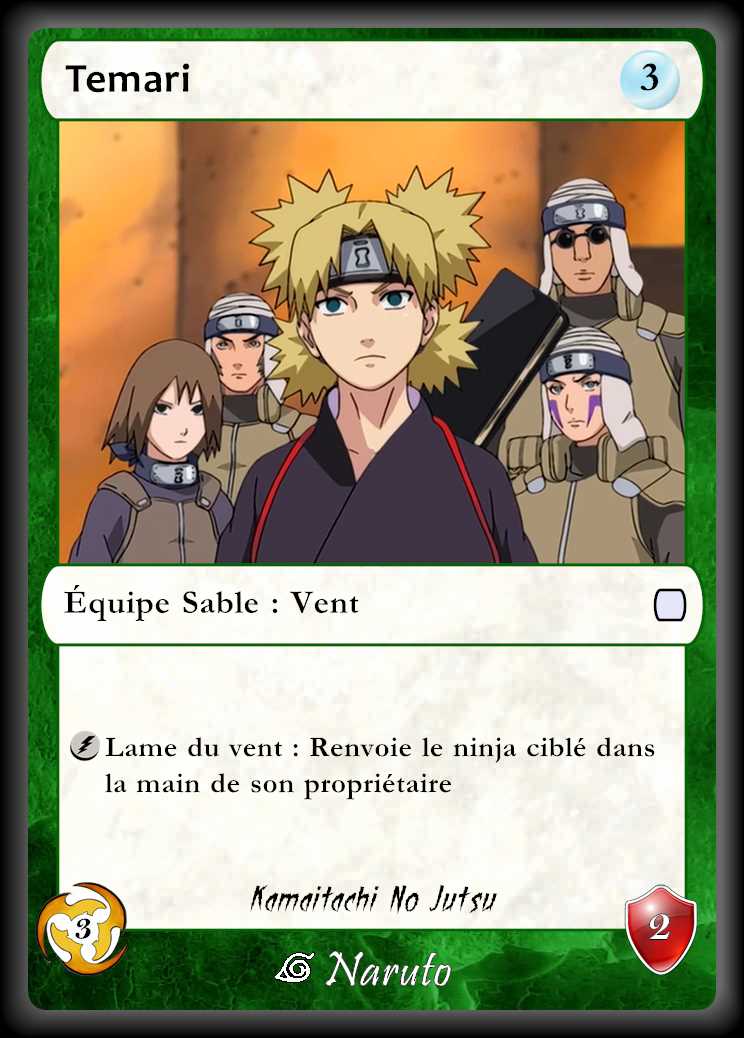 Temari
3
Équipe Sable : Vent
Lame du vent : Renvoie le ninja ciblé dans
la main de son propriétaire
Kamaitachi No Jutsu
3
2
Naruto